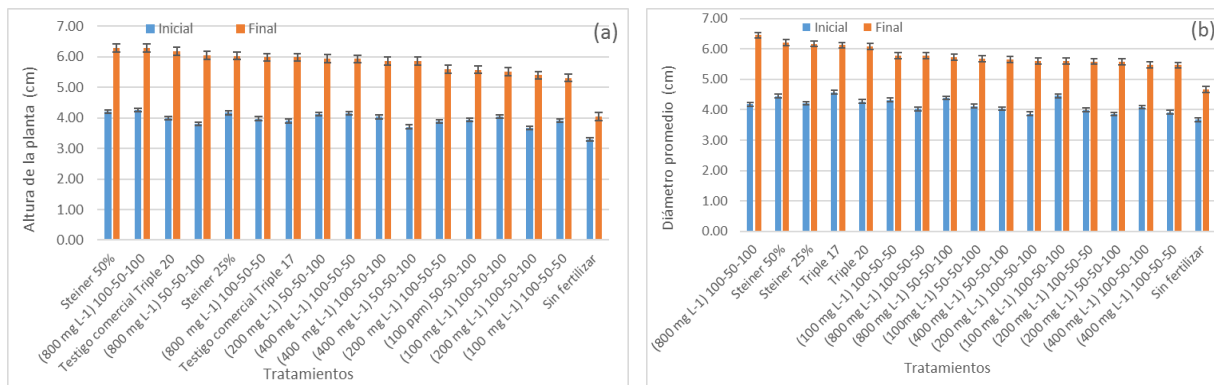 Altura de la planta (cm)
7.00
6.00
5.00
4.00
3.00
2.00
1.00
0.00
Inicial
Final
(a)
Steiner 50%
(800 mg L-1) 100-50-100
Testigo comercial Triple 20
(800 mg L-1) 50-50-100
Steiner 25%
(800 mg L-1) 100-50-50
Testigo comercial Triple 17
(200 mg L-1) 50-50-100
(400 mg L-1) 100-50-50
(400 mg L-1) 100-50-100
(400 mg L-1) 50-50-100
(200 mg L-1) 100-50-50
(100 ppm) 50-50-100
(100 mg L-1) 100-50-100
(200 mg L-1) 100-50-100
(100 mg L-1) 100-50-50
Sin fertilizar
Tratamientos
Diámetro promedio (cm)
7.00
6.00
5.00
4.00
3.00
2.00
1.00
0.00
Inicial
Final
(b)
(800 mg L-1) 100-50-100
Steiner 50%
Steiner 25%
Triple 17
Triple 20
(100 mg L-1) 100-50-50
(800 mg L-1) 100-50-50
(800 mg L-1) 50-50-100
(100mg L-1) 50-50-100
(400 mg L-1) 50-50-100
(200 mg L-1) 100-50-100
(100 mg L-1) 100-50-100
(200 mg L-1) 100-50-50
(200 mg L-1) 50-50-100
(400 mg L-1) 100-50-100
(400 mg L-1) 100-50-50
Sin fertilizar
Tratamientos